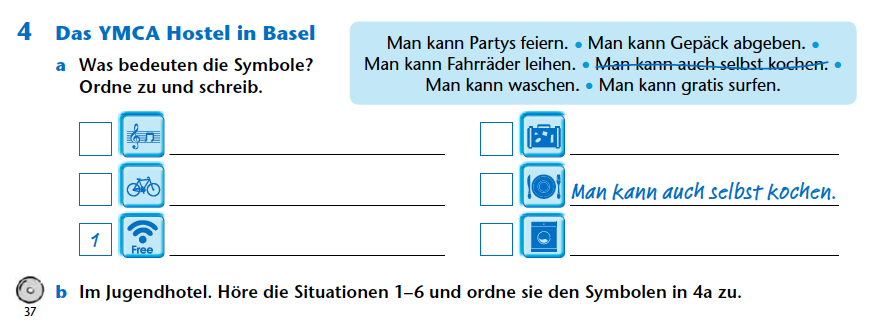 4 Das YMCA Hostel in Basel
a Was bedeuten die Symbole?
Ordne zu und schreib.
Man kann Partys feiern. • Man kann Gepäck abgeben. •
Man kann Fahrräder leihen. • Man kann auch selbst kochen. •
Man kann waschen. • Man kann gratis surfen.
Man kann auch selbst kochen.
1 Free
b Im Jugendhotel. Höre die Situationen 1–6 und ordne sie den Symbolen in 4a zu.
37